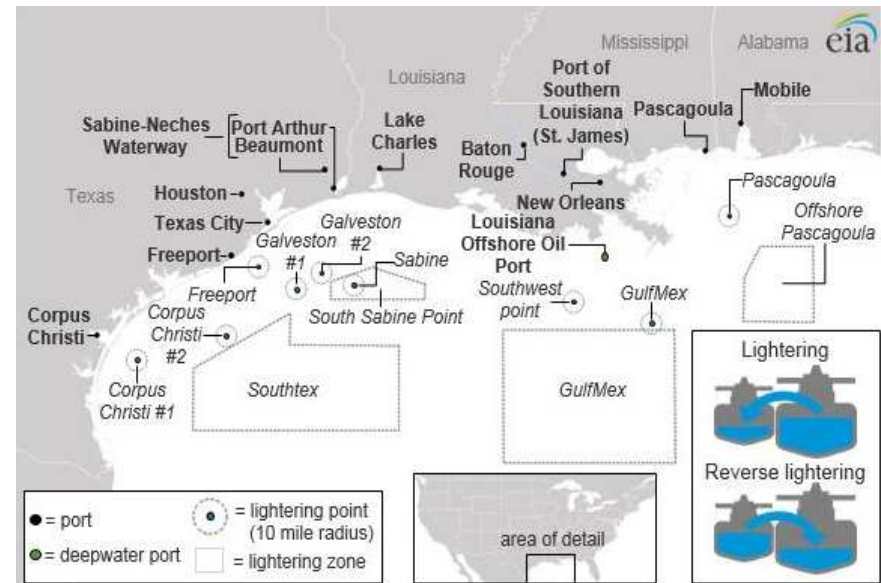 Mississippi
Alabama
eia
Louisiana
Port of
Southern
Louisiana
(St. James)
Pascagoula
Mobile
Sabine-Neches
Waterway
Port Arthur
Beaumont
Lake
Charles
Baton
Rouge
New Orleans
Pascagoula
Offshore
Pascagoula
Texas
Houston
Texas City
Freeport
Galveston
#1
Galveston
#2
Sabine
Louisiana
Offshore Oil
Port
Freeport
South Sabine Point
Southwest
point
GulfMex
Corpus
Christi
Corpus
Christi
#2
Corpus
Christi #1
Southtex
GulfMex
Lightering
Reverse lightering
= port
= deepwater port
= lightering point
(10 mile radius)
= lightering zone
area of detail